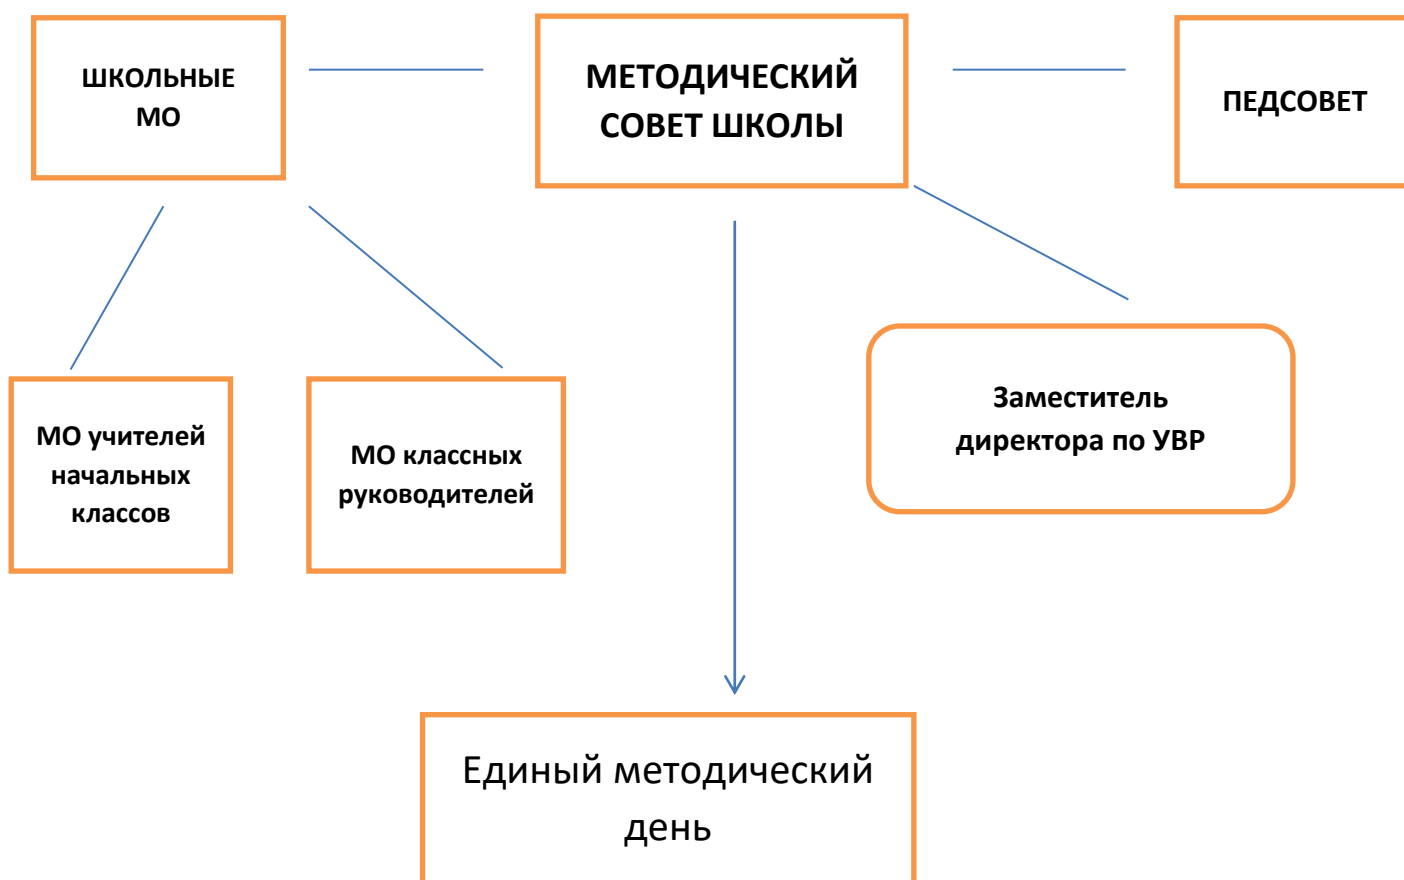 ШКОЛЬНЫЕ
МО
МЕТОДИЧЕСКИЙ
СОВЕТ ШКОЛЫ
ПЕДСОВЕТ
МО учителей
начальных
классов
МО классных
руководителей
Заместитель
директора по УВР
Единый методический
день